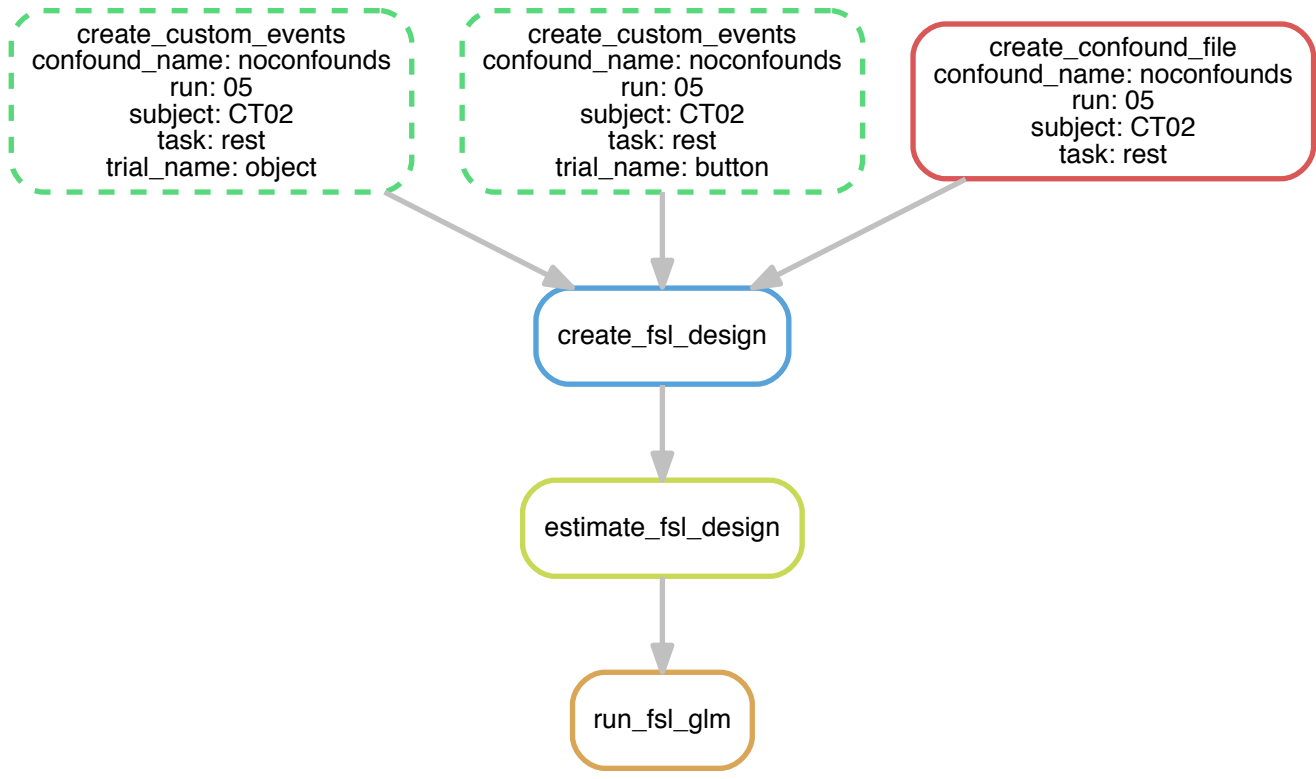 create_custom_events
confound_name: noconfounds
run: 05
subject: CT02
task: rest
trial_name: object
create_custom_events
confound_name: noconfounds
run: 05
subject: CT02
task: rest
trial_name: button
create_confound_file
confound_name: noconfounds
run: 05
subject: CT02
task: rest
create_fsl_design
estimate_fsl_design
run_fsl_glm